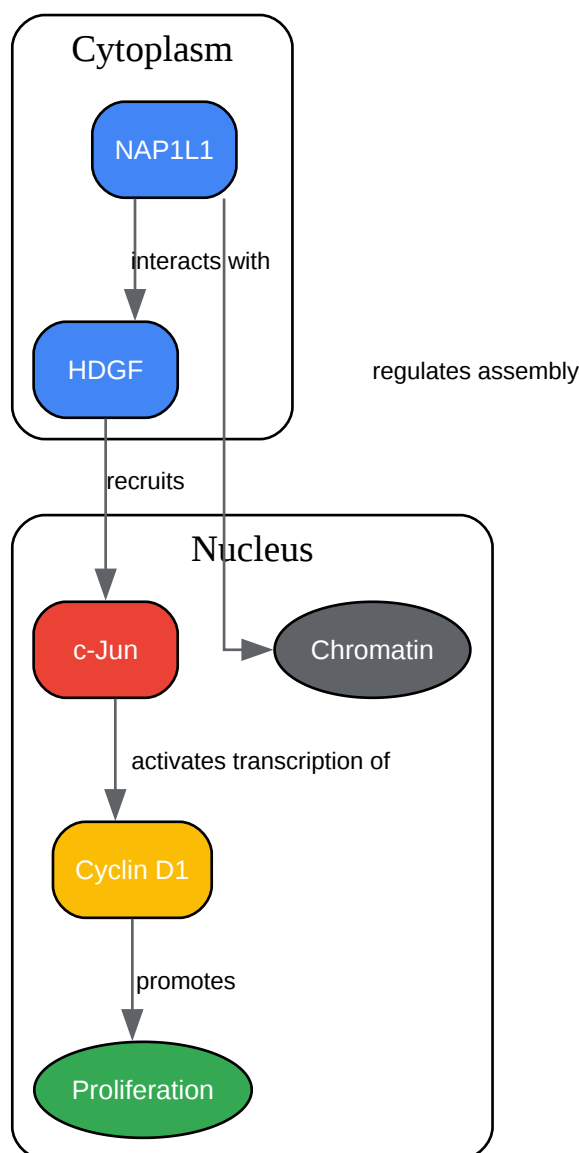 Cytoplasm
NAP1L1
interacts with
HDGF
regulates assembly
recruits
Nucleus
c-Jun
Chromatin
activates transcription of
Cyclin D1
promotes
Proliferation